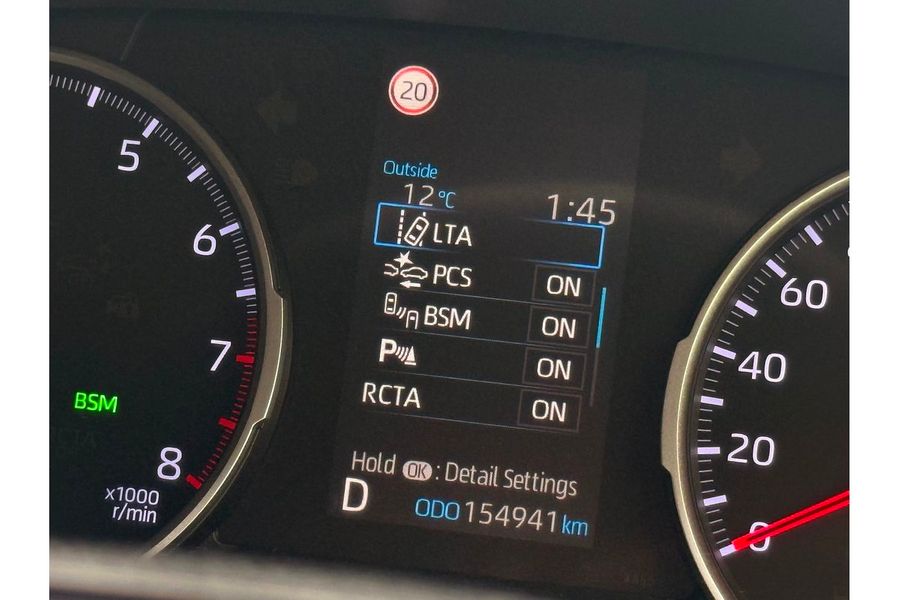 20
Outside
12°C
1:45
LTA
PCS ON
BSM ON
P ON
RCTA ON
Hold OK : Detail Settings
D
ODO 154941 km
5
6
7
8
x1000
r/min
BSM
60
40
20
0